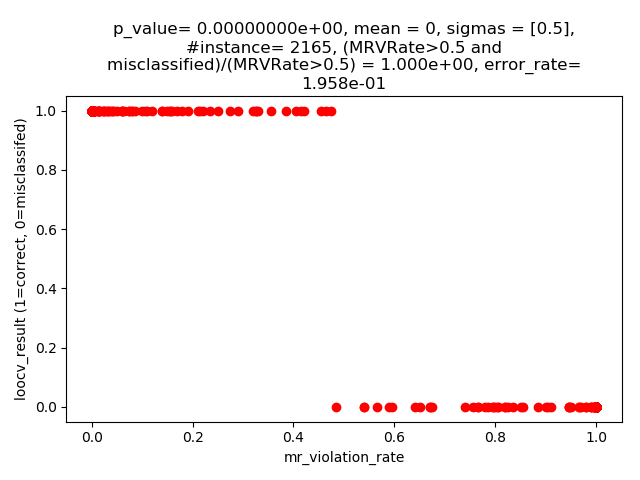 p_value= 0.00000000e+00, mean = 0, sigmas = [0.5],
#instance= 2165, (MRVRate>0.5 and
misclassified)/(MRVRate>0.5) = 1.000e+00, error_rate=
1.958e-01
1.0
0.8
0.6
0.4
0.2
0.0
loocv_result (1=correct, 0=misclassifed)
0.0 0.2 0.4 0.6 0.8 1.0
mr_violation_rate